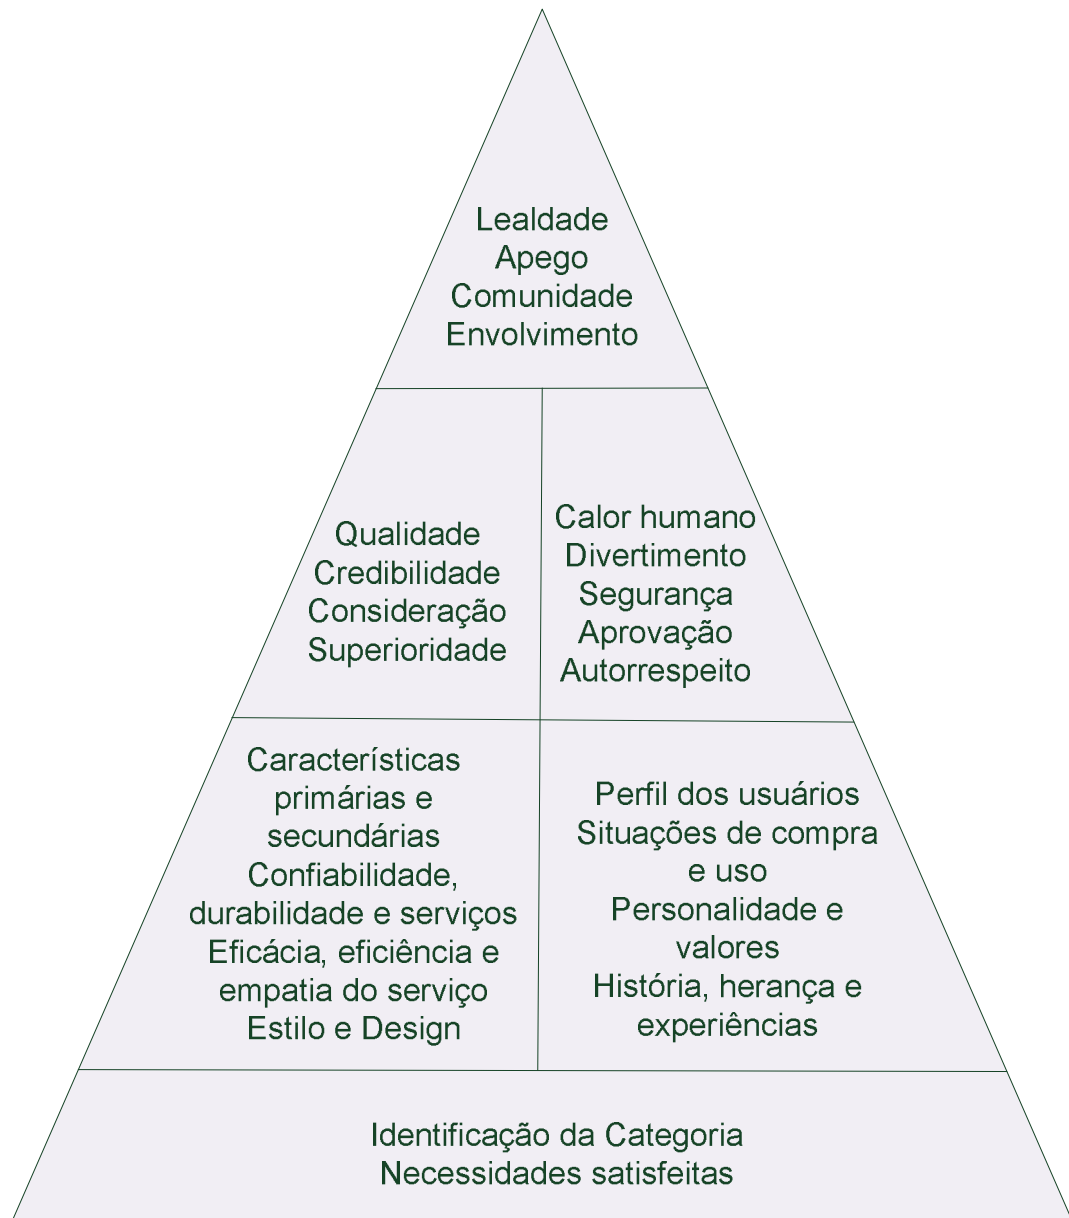 Lealdade
Apego
Comunidade
Envolvimento
Qualidade
Credibilidade
Consideração
Superioridade
Calor humano
Divertimento
Segurança
Aprovação
Autorrespeito
Características
primárias e
secundárias
Confiabilidade,
durabilidade e serviços
Eficácia, eficiência e
empatia do serviço
Estilo e Design
Perfil dos usuários
Situações de compra
e uso
Personalidade e
valores
História, herança e
experiências
Identificação da Categoria
Necessidades satisfeitas